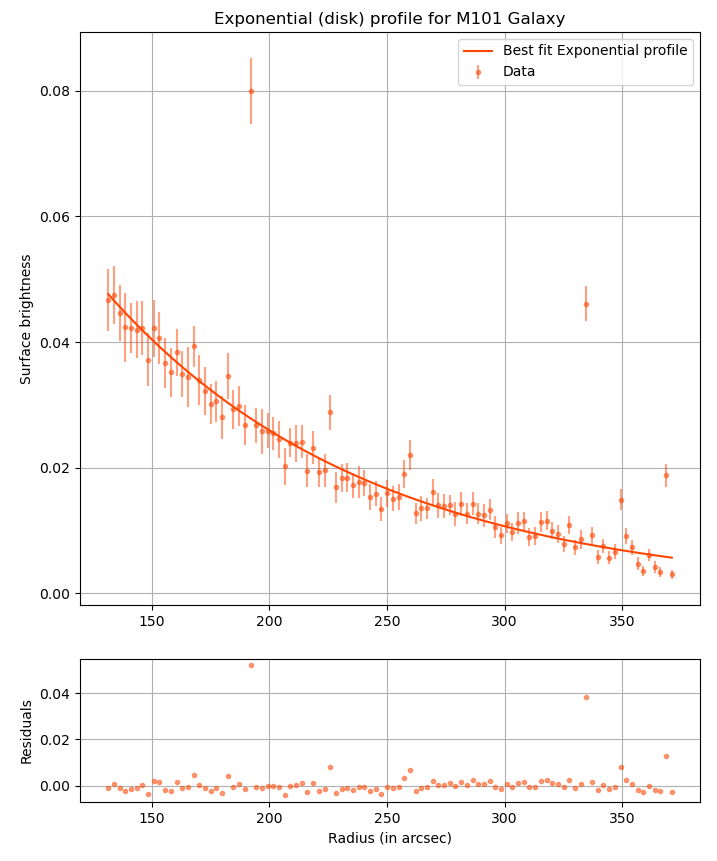 Exponential (disk) profile for M101 Galaxy
Best fit Exponential profile
Data
Surface brightness
0.08
0.06
0.04
0.02
0.00
150 200 250 300 350
Residuals
0.04
0.02
0.00
150 200 250 300 350
Radius (in arcsec)